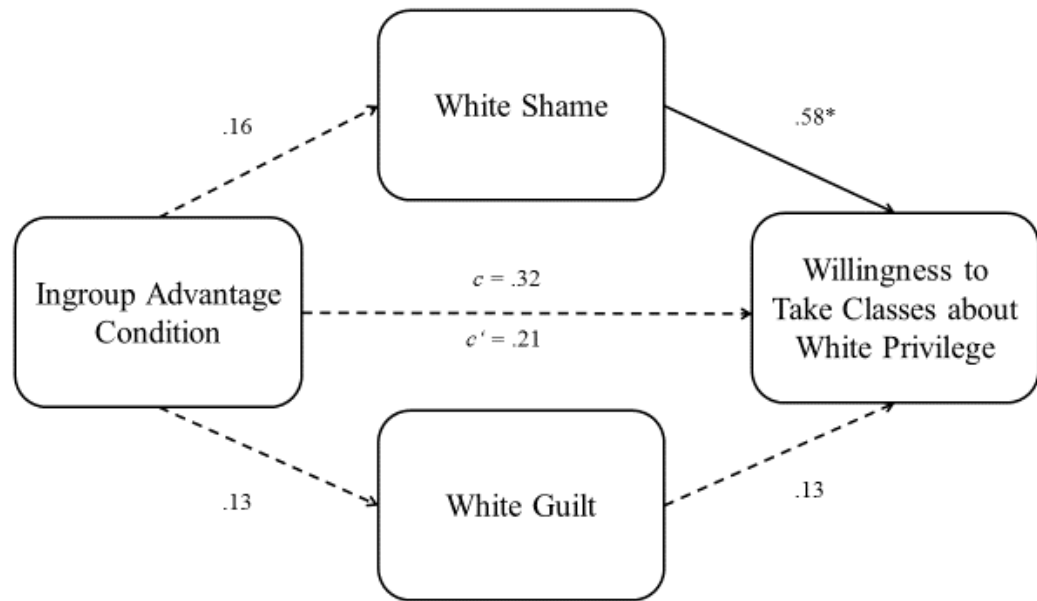 White Shame
.16
.58*
Ingroup Advantage
Condition
c = .32
c‘ = .21
Willingness to
Take Classes about
White Privilege
.13
White Guilt
.13